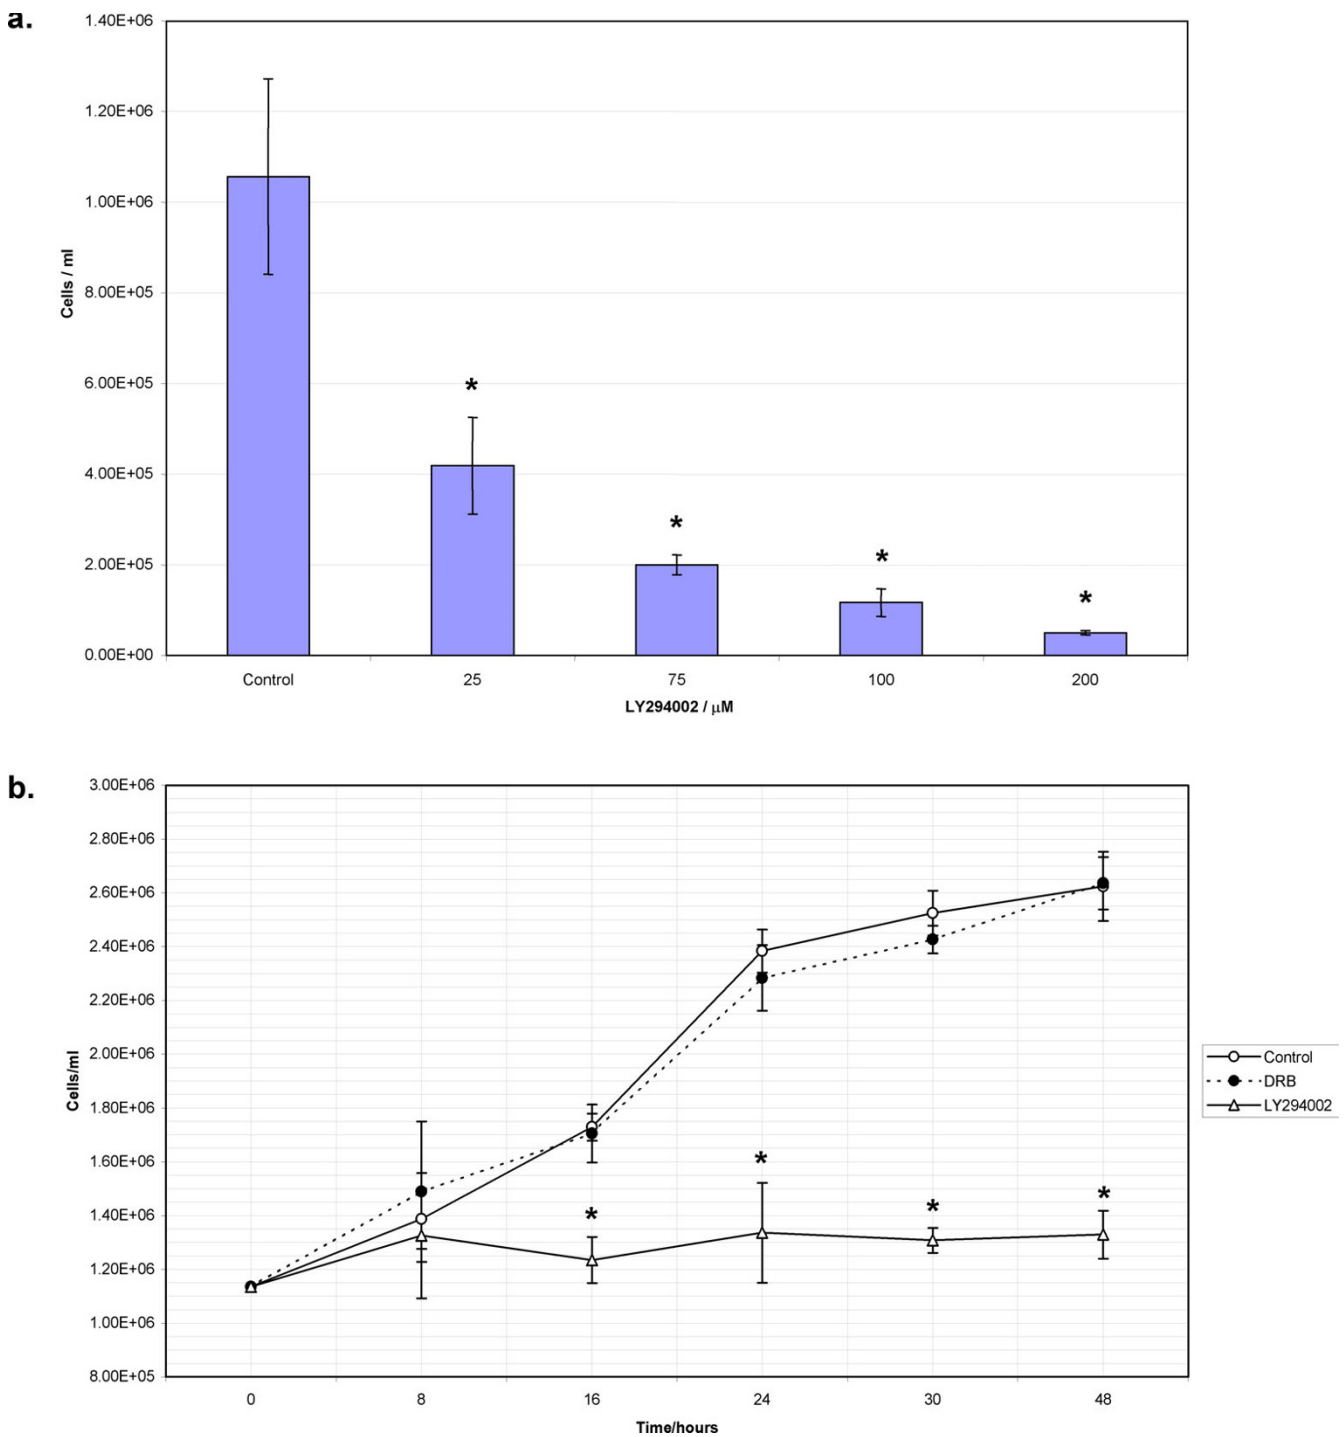 a.
1.40E+06
1.20E+06
1.00E+06
8.00E+05
6.00E+05
4.00E+05
2.00E+05
0.00E+00
Cells / ml
*
*
*
*
Control 25 75 100 200
LY294002 / μM
b.
3.00E+06
2.80E+06
2.60E+06
2.40E+06
2.20E+06
2.00E+06
1.80E+06
1.60E+06
1.40E+06
1.20E+06
1.00E+06
8.00E+05
Cells/ml
*
*
*
*
Control
DRB
LY294002
0 8 16 24 30 48
Time/hours